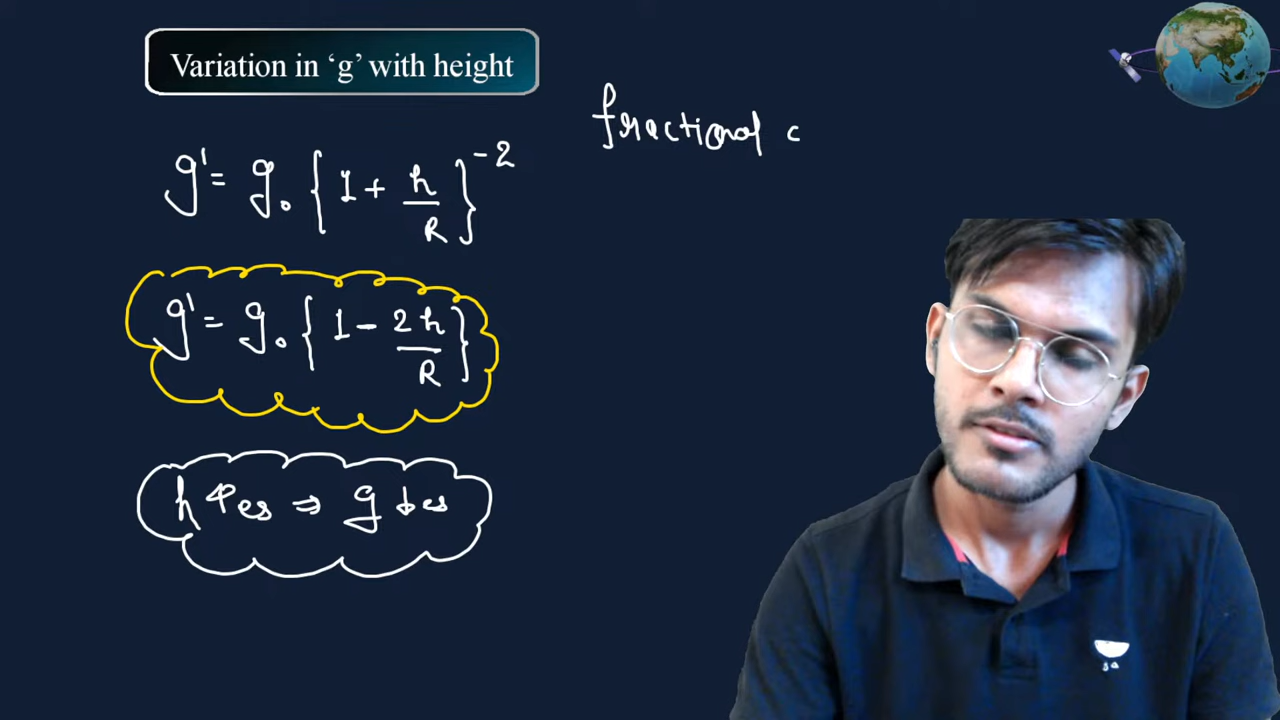 Variation in ‘g’ with height
fractional c
g' = g₀ { 1 + h/R }⁻²
g' = g₀ { 1 - 2h/R }
h ↑es ⇒ g ↓es